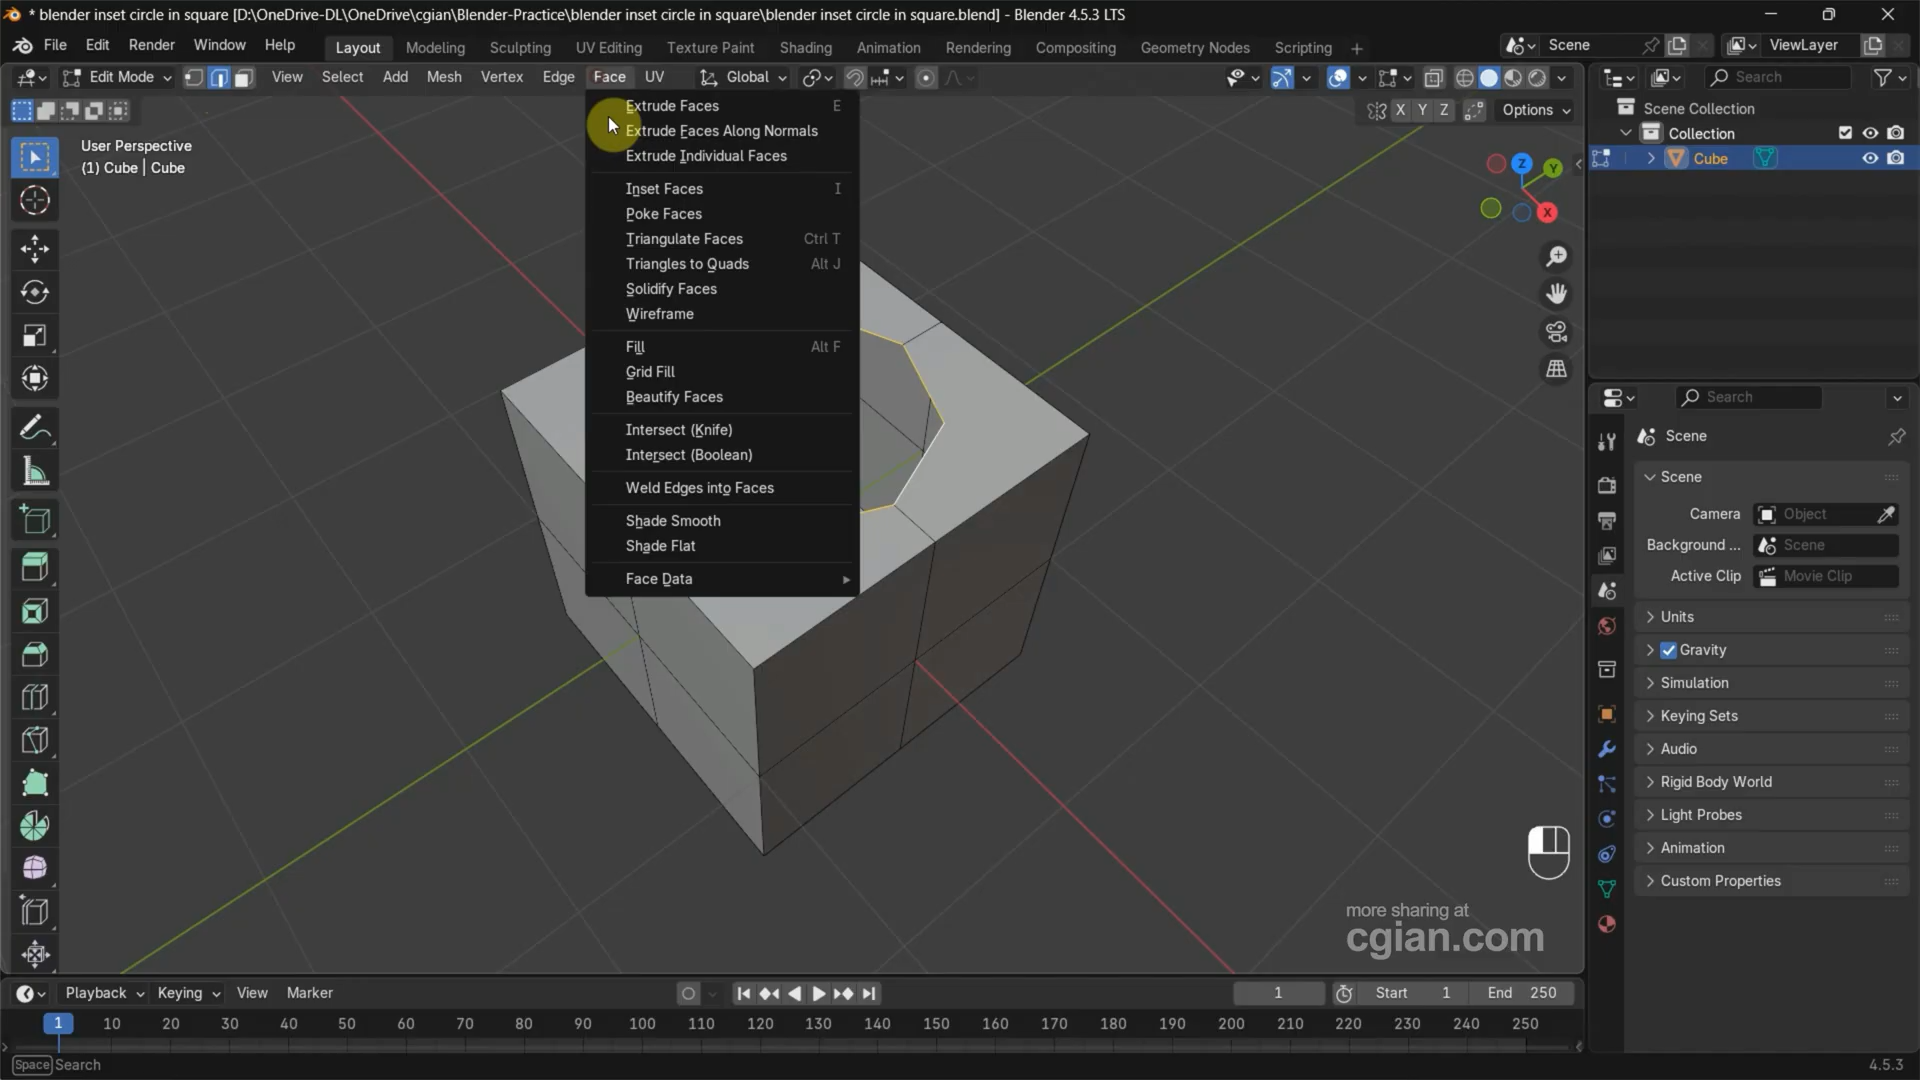 * blender inset circle in square [D:\OneDrive-DL\OneDrive\cgian\Blender-Practice\blender inset circle in square\blender inset circle in square.blend] - Blender 4.5.3 LTS
File Edit Render Window Help Layout Modeling Sculpting UV Editing Texture Paint Shading Animation Rendering Compositing Geometry Nodes Scripting + Scene ViewLayer
Edit Mode View Select Add Mesh Vertex Edge Face UV Global Search
X Y Z Options
User Perspective
(1) Cube | Cube
Extrude Faces E
Extrude Faces Along Normals
Extrude Individual Faces
Inset Faces I
Poke Faces
Triangulate Faces Ctrl T
Triangles to Quads Alt J
Solidify Faces
Wireframe
Fill Alt F
Grid Fill
Beautify Faces
Intersect (Knife)
Intersect (Boolean)
Weld Edges into Faces
Shade Smooth
Shade Flat
Face Data
Z Y X
Scene Collection
Collection
Cube
Search
Scene
Scene
Camera Object
Background ... Scene
Active Clip Movie Clip
Units
Gravity
Simulation
Keying Sets
Audio
Rigid Body World
Light Probes
Animation
Custom Properties
more sharing at
cgian.com
Playback Keying View Marker 1 Start 1 End 250
1 10 20 30 40 50 60 70 80 90 100 110 120 130 140 150 160 170 180 190 200 210 220 230 240 250
Space Search 4.5.3